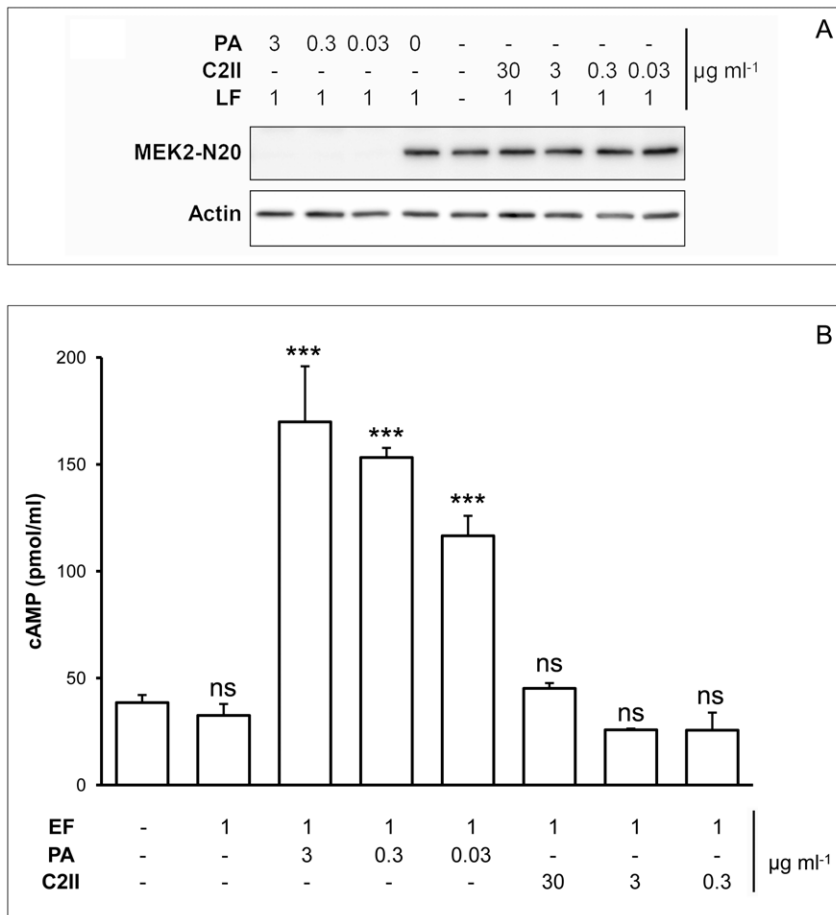 A
PA 3 0.3 0.03 0 - - - - -
C2II - - - - - 30 3 0.3 0.03 µg ml⁻¹
LF 1 1 1 1 - 1 1 1 1
MEK2-N20
Actin
B
200
***
***
150
***
100
cAMP (pmol/ml)
50
ns ns ns ns
0
EF - 1 1 1 1 1 1 1
PA - - 3 0.3 0.03 - - - µg ml⁻¹
C2II - - - - - 30 3 0.3